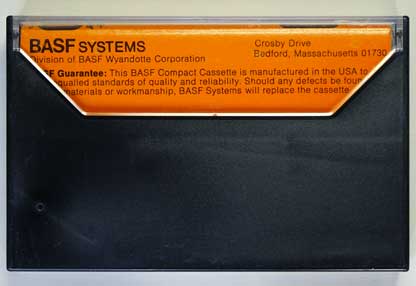 BASF SYSTEMS
Division of BASF Wyandotte Corporation
Crosby Drive
Bedford, Massachusetts 01730
F Guarantee: This BASF Compact Cassette is manufactured in the USA to
qualled standards of quality and reliability. Should any defects be foun
materials or workmanship, BASF Systems will replace the cassette